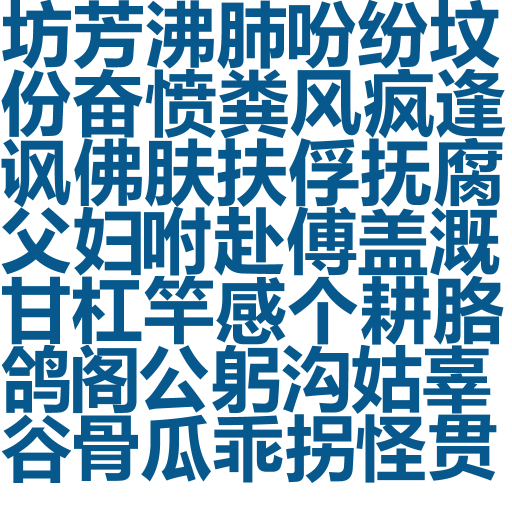 坊芳沸肺吩纷坟
份奋愤粪风疯逢
讽佛肤扶俘抚腐
父妇咐赴傅盖溉
甘杠竿感个耕胳
鸽阁公躬沟姑辜
谷骨瓜乖拐怪贯